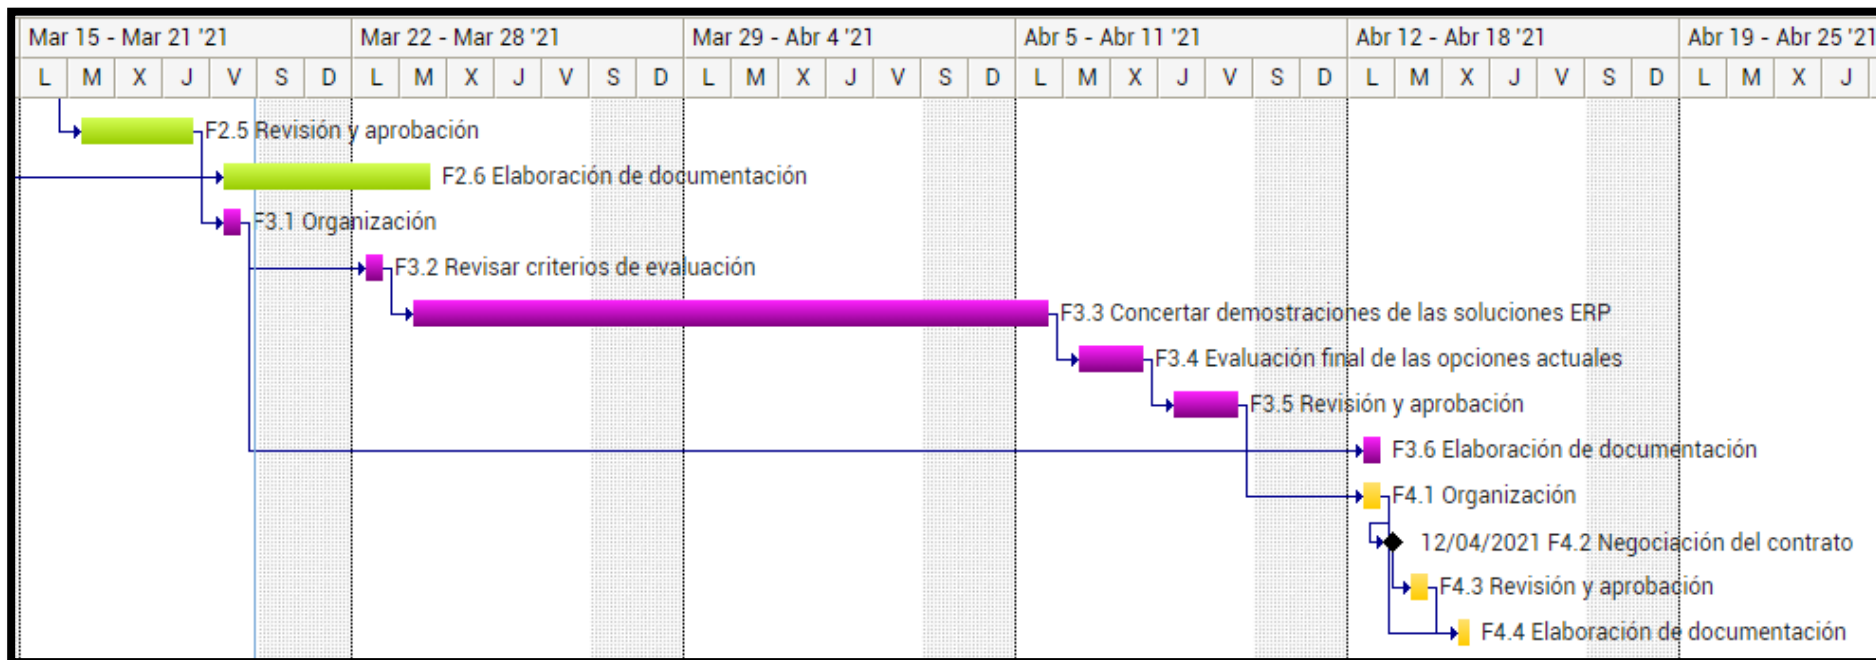 Mar 15 - Mar 21 '21 Mar 22 - Mar 28 '21 Mar 29 - Abr 4 '21 Abr 5 - Abr 11 '21 Abr 12 - Abr 18 '21 Abr 19 - Abr 25 '21
L M X J V S D L M X J V S D L M X J V S D L M X J V S D L M X J V S D L M X J
F2.5 Revisión y aprobación
F2.6 Elaboración de documentación
F3.1 Organización
F3.2 Revisar criterios de evaluación
F3.3 Concertar demostraciones de las soluciones ERP
F3.4 Evaluación final de las opciones actuales
F3.5 Revisión y aprobación
F3.6 Elaboración de documentación
F4.1 Organización
12/04/2021 F4.2 Negociación del contrato
F4.3 Revisión y aprobación
F4.4 Elaboración de documentación